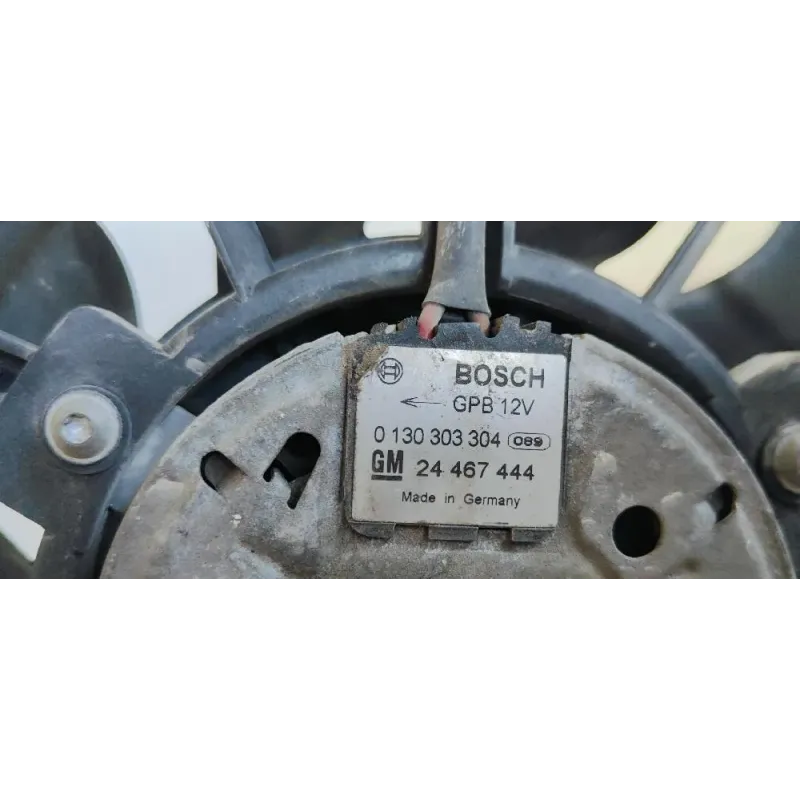 BOSCH
← GPB 12V
0 130 303 304 089
GM 24 467 444
Made in Germany